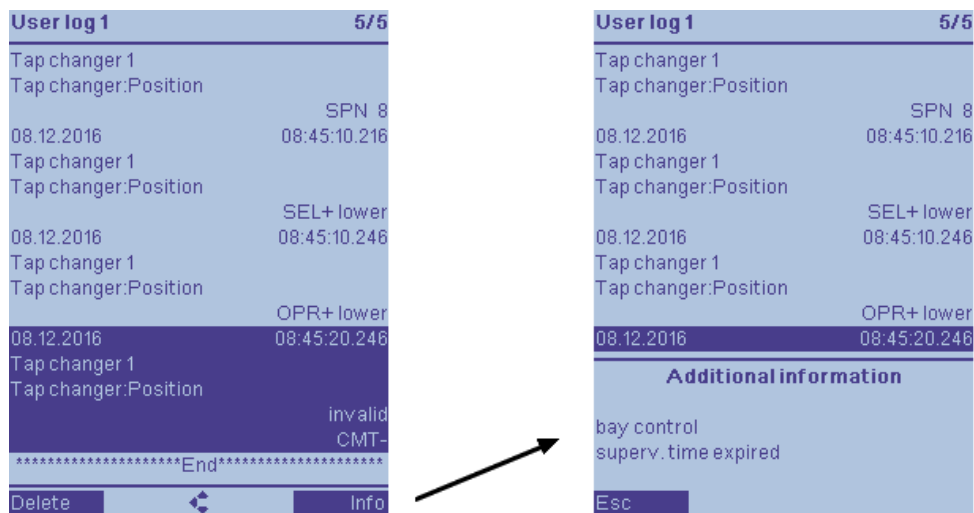 User log 1 5/5
Tap changer 1
Tap changer:Position
SPN 8
08.12.2016 08:45:10.216
Tap changer 1
Tap changer:Position
SEL+ lower
08.12.2016 08:45:10.246
Tap changer 1
Tap changer:Position
OPR+ lower
08.12.2016 08:45:20.246
Tap changer 1
Tap changer:Position
invalid
CMT-
*********************End*********************
Delete Info
User log 1 5/5
Tap changer 1
Tap changer:Position
SPN 8
08.12.2016 08:45:10.216
Tap changer 1
Tap changer:Position
SEL+ lower
08.12.2016 08:45:10.246
Tap changer 1
Tap changer:Position
OPR+ lower
08.12.2016 08:45:20.246
Additional information
bay control
superv. time expired
Esc